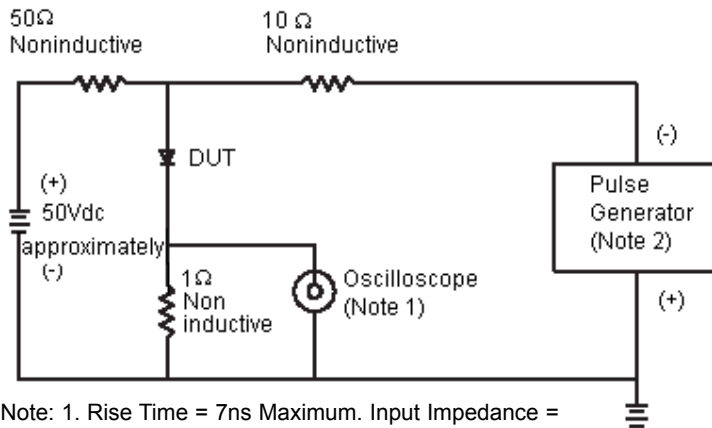 50Ω
Noninductive
10 Ω
Noninductive
DUT
(+)
50Vdc
approximately
(-)
1Ω
Non
inductive
Oscilloscope
(Note 1)
(-)
Pulse
Generator
(Note 2)
(+)
Note: 1. Rise Time = 7ns Maximum. Input Impedance =